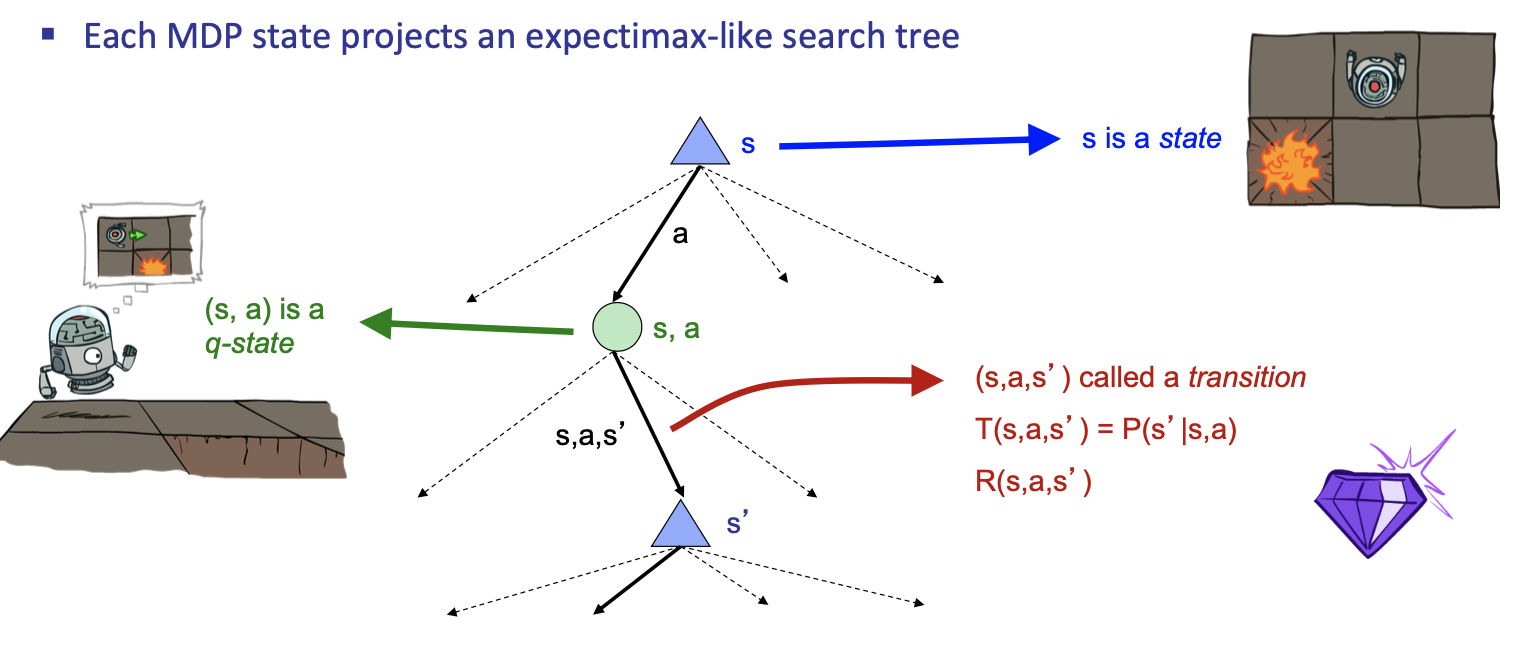 ▪ Each MDP state projects an expectimax-like search tree
s
s is a state
a
(s, a) is a
q-state
s, a
(s,a,s’ ) called a transition
T(s,a,s’ ) = P(s’ |s,a)
R(s,a,s’ )
s,a,s’
s’